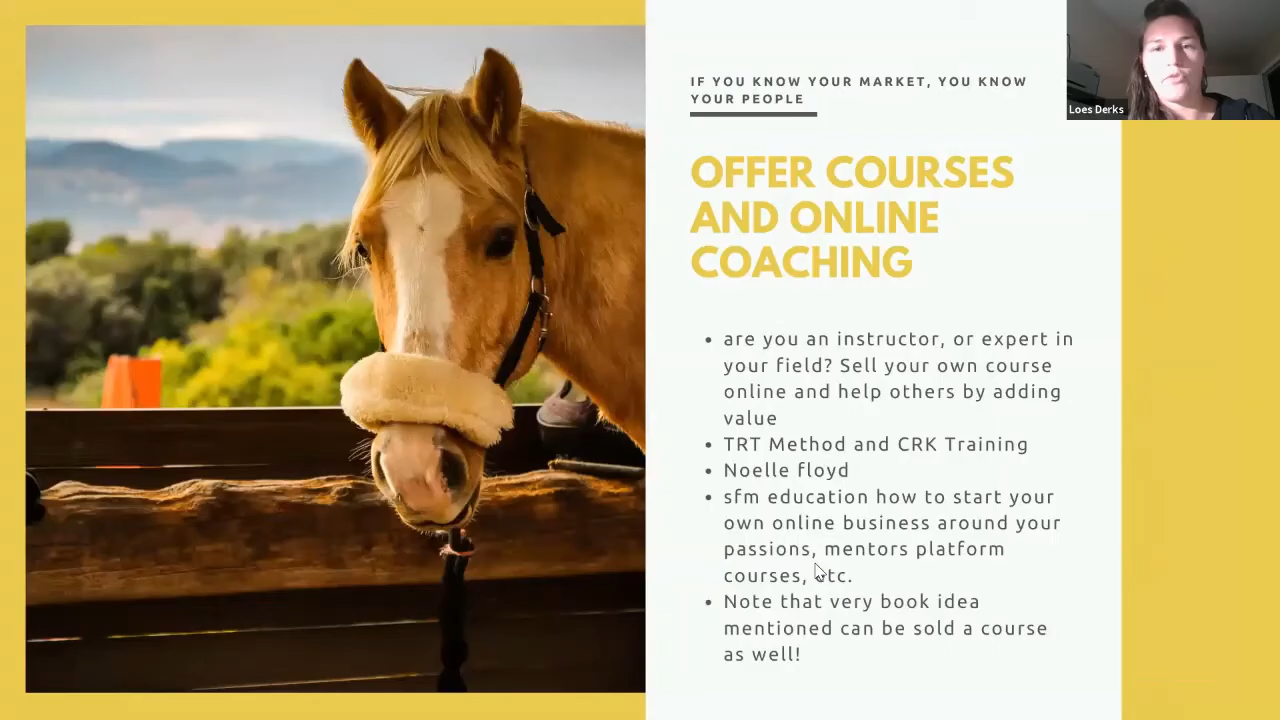 IF YOU KNOW YOUR MARKET, YOU KNOW
YOUR PEOPLE
Loes Derks
OFFER COURSES
AND ONLINE
COACHING
• are you an instructor, or expert in
your field? Sell your own course
online and help others by adding
value
• TRT Method and CRK Training
• Noelle floyd
• sfm education how to start your
own online business around your
passions, mentors platform
courses, etc.
• Note that very book idea
mentioned can be sold a course
as well!